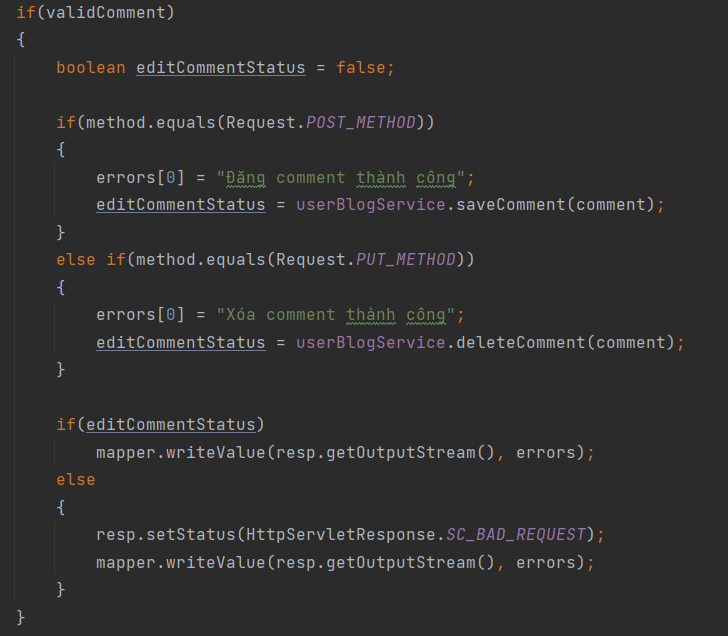 if(validComment)
{
boolean editCommentStatus = false;
if(method.equals(Request.POST_METHOD))
{
errors[0] = "Đăng comment thành công";
editCommentStatus = userBlogService.saveComment(comment);
}
else if(method.equals(Request.PUT_METHOD))
{
errors[0] = "Xóa comment thành công";
editCommentStatus = userBlogService.deleteComment(comment);
}
if(editCommentStatus)
mapper.writeValue(resp.getOutputStream(), errors);
else
{
resp.setStatus(HttpServletResponse.SC_BAD_REQUEST);
mapper.writeValue(resp.getOutputStream(), errors);
}
}